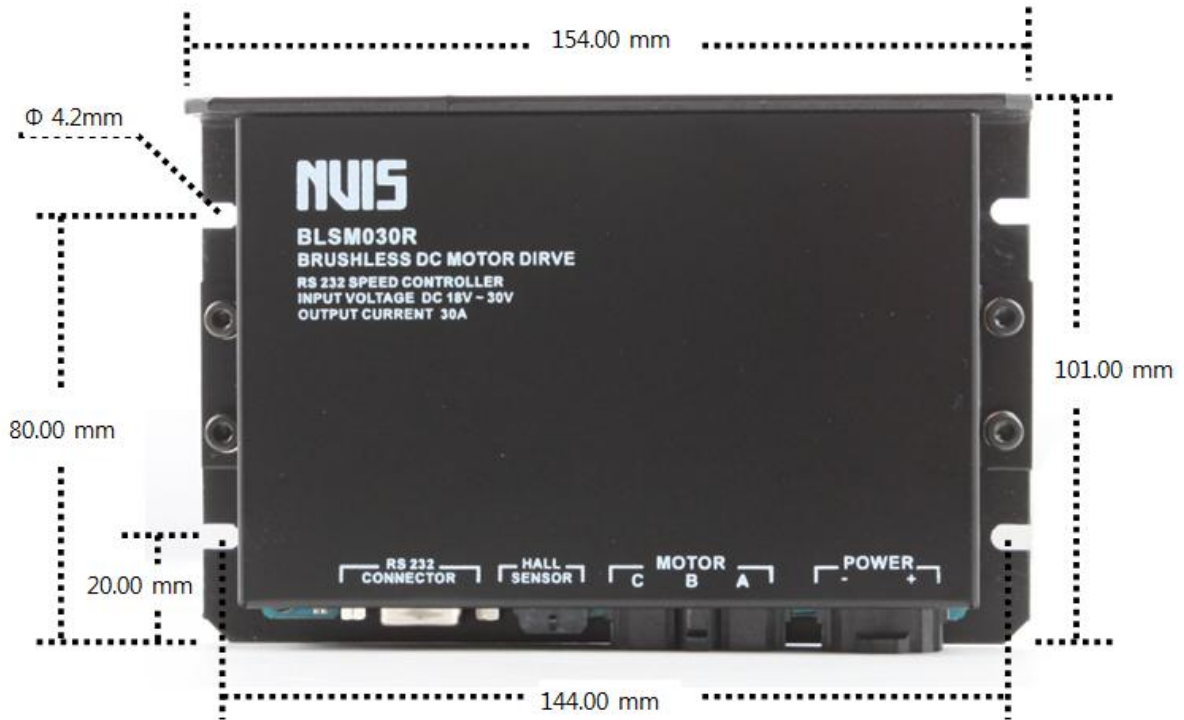 154.00 mm
Φ 4.2mm
NVIS
BLSM030R
BRUSHLESS DC MOTOR DIRVE
RS 232 SPEED CONTROLLER
INPUT VOLTAGE DC 18V ~ 30V
OUTPUT CURRENT 30A
101.00 mm
80.00 mm
20.00 mm
RS 232
CONNECTOR
HALL
SENSOR
MOTOR
C B A
POWER
- +
144.00 mm